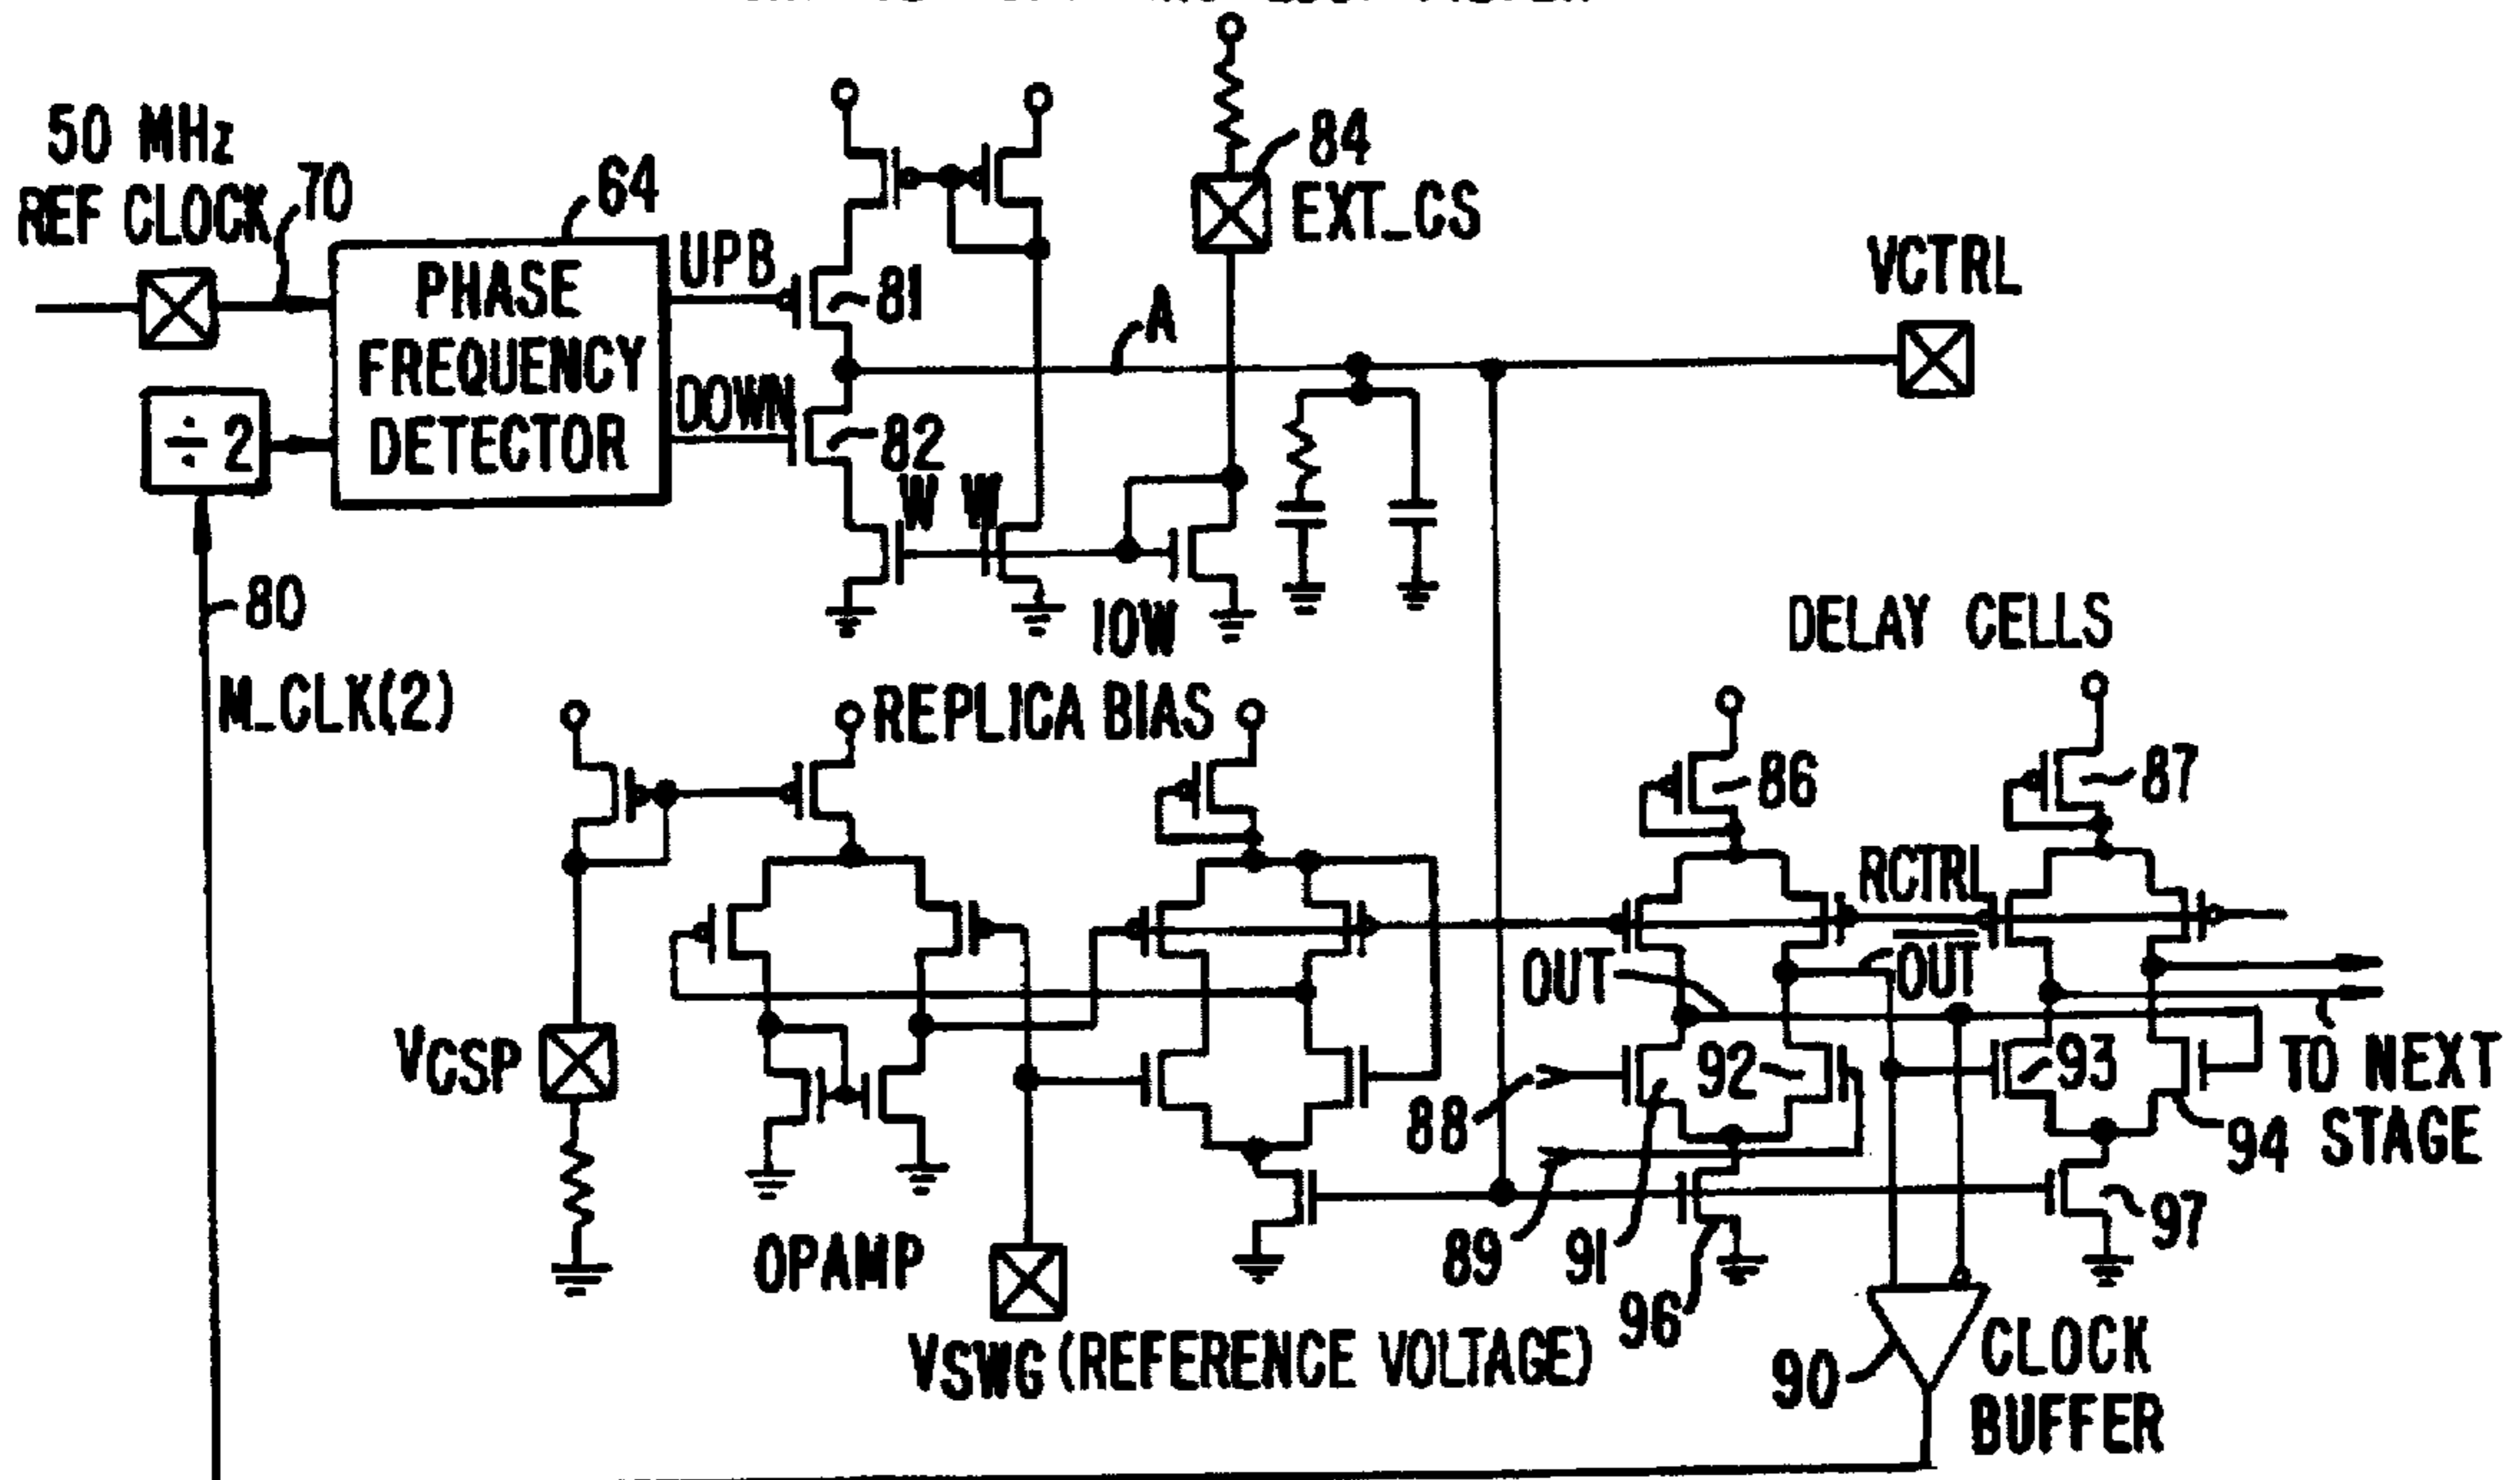 50 MHz
REF CLOCK
70
64
84
EXT_CS
UPB
PHASE
FREQUENCY
DETECTOR
81
A
VCTRL
DOWN
÷ 2
82
W W
80
10W
DELAY CELLS
M_CLK(2)
REPLICA BIAS
86
87
RCTRL
OUT
OUT
VCSP
88
92
93
TO NEXT
STAGE
94
OPAMP
89
91
96
97
VSWG (REFERENCE VOLTAGE)
90
CLOCK
BUFFER